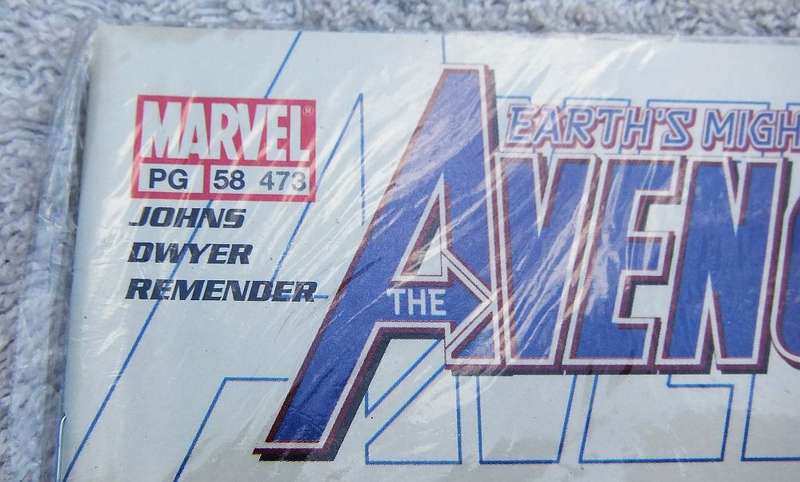 MARVEL®
PG 58 473
JOHNS
DWYER
REMENDER
EARTH'S MIGH
THE AVENG